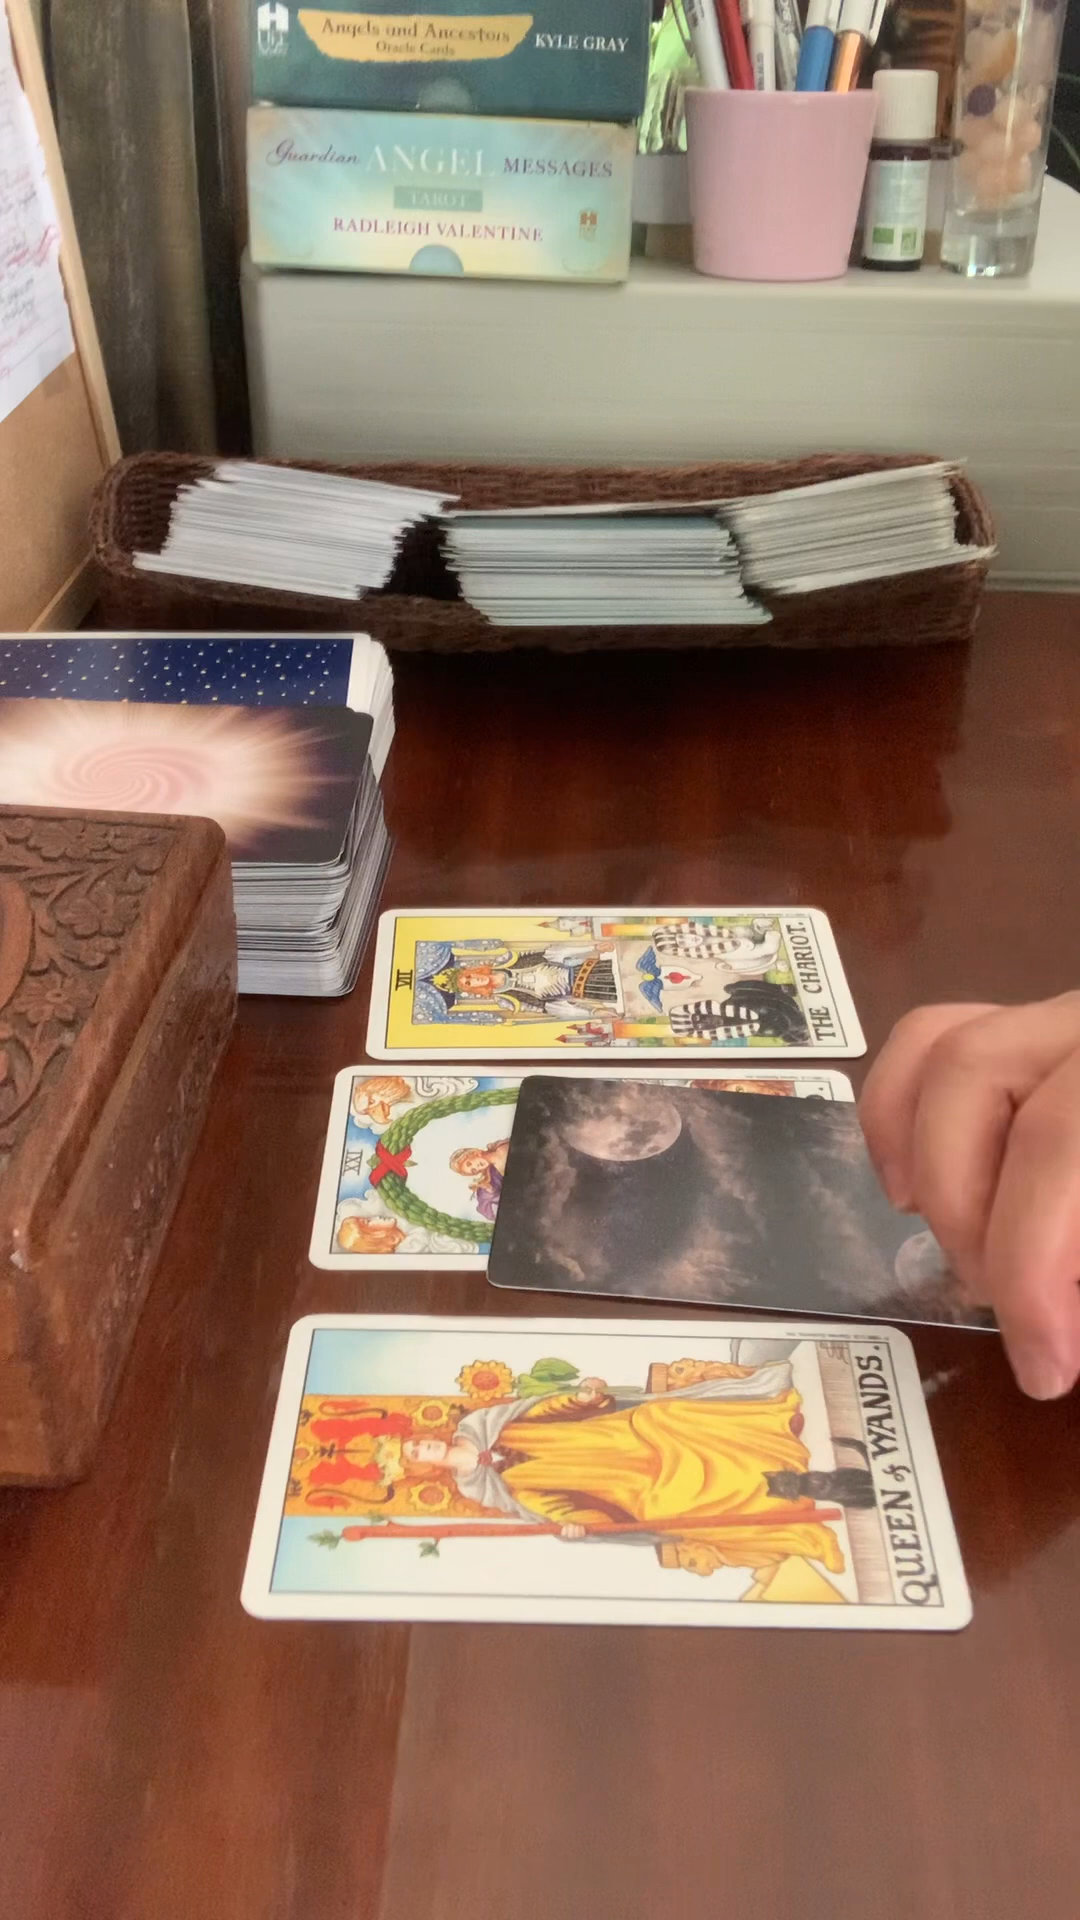 Angels and Ancestors
Oracle Cards
KYLE GRAY
Guardian ANGEL MESSAGES
TAROT
RADLEIGH VALENTINE
VII
THE CHARIOT.
XXI
D.
QUEEN of WANDS.